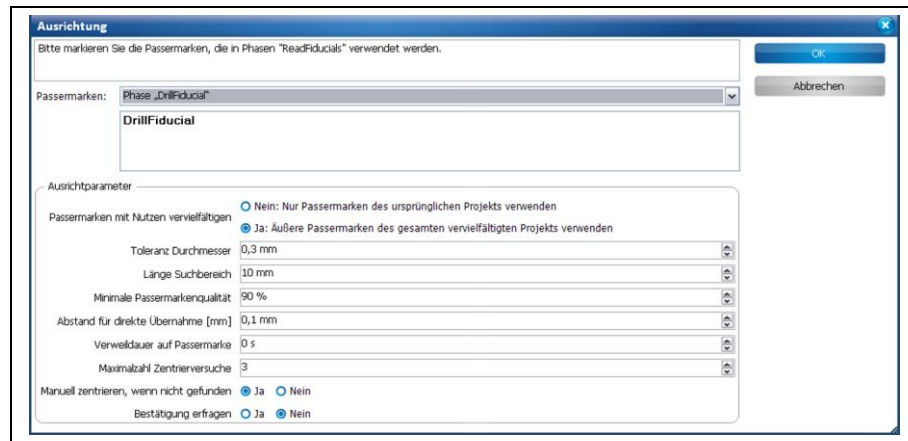 Ausrichtung
Bitte markieren Sie die Passermarken, die in Phasen "ReadFiducials" verwendet werden.
OK
Abbrechen
Passermarken: Phase „DrillFiducial"
DrillFiducial
Ausrichtparameter
Passermarken mit Nutzen vervielfältigen
Nein: Nur Passermarken des ursprünglichen Projekts verwenden
Ja: Äußere Passermarken des gesamten vervielfältigten Projekts verwenden
Toleranz Durchmesser 0,3 mm
Länge Suchbereich 10 mm
Minimale Passermarkenqualität 90 %
Abstand für direkte Übernahme [mm] 0,1 mm
Verweildauer auf Passermarke 0 s
Maximalzahl Zentrierversuche 3
Manuell zentrieren, wenn nicht gefunden Ja Nein
Bestätigung erfragen Ja Nein